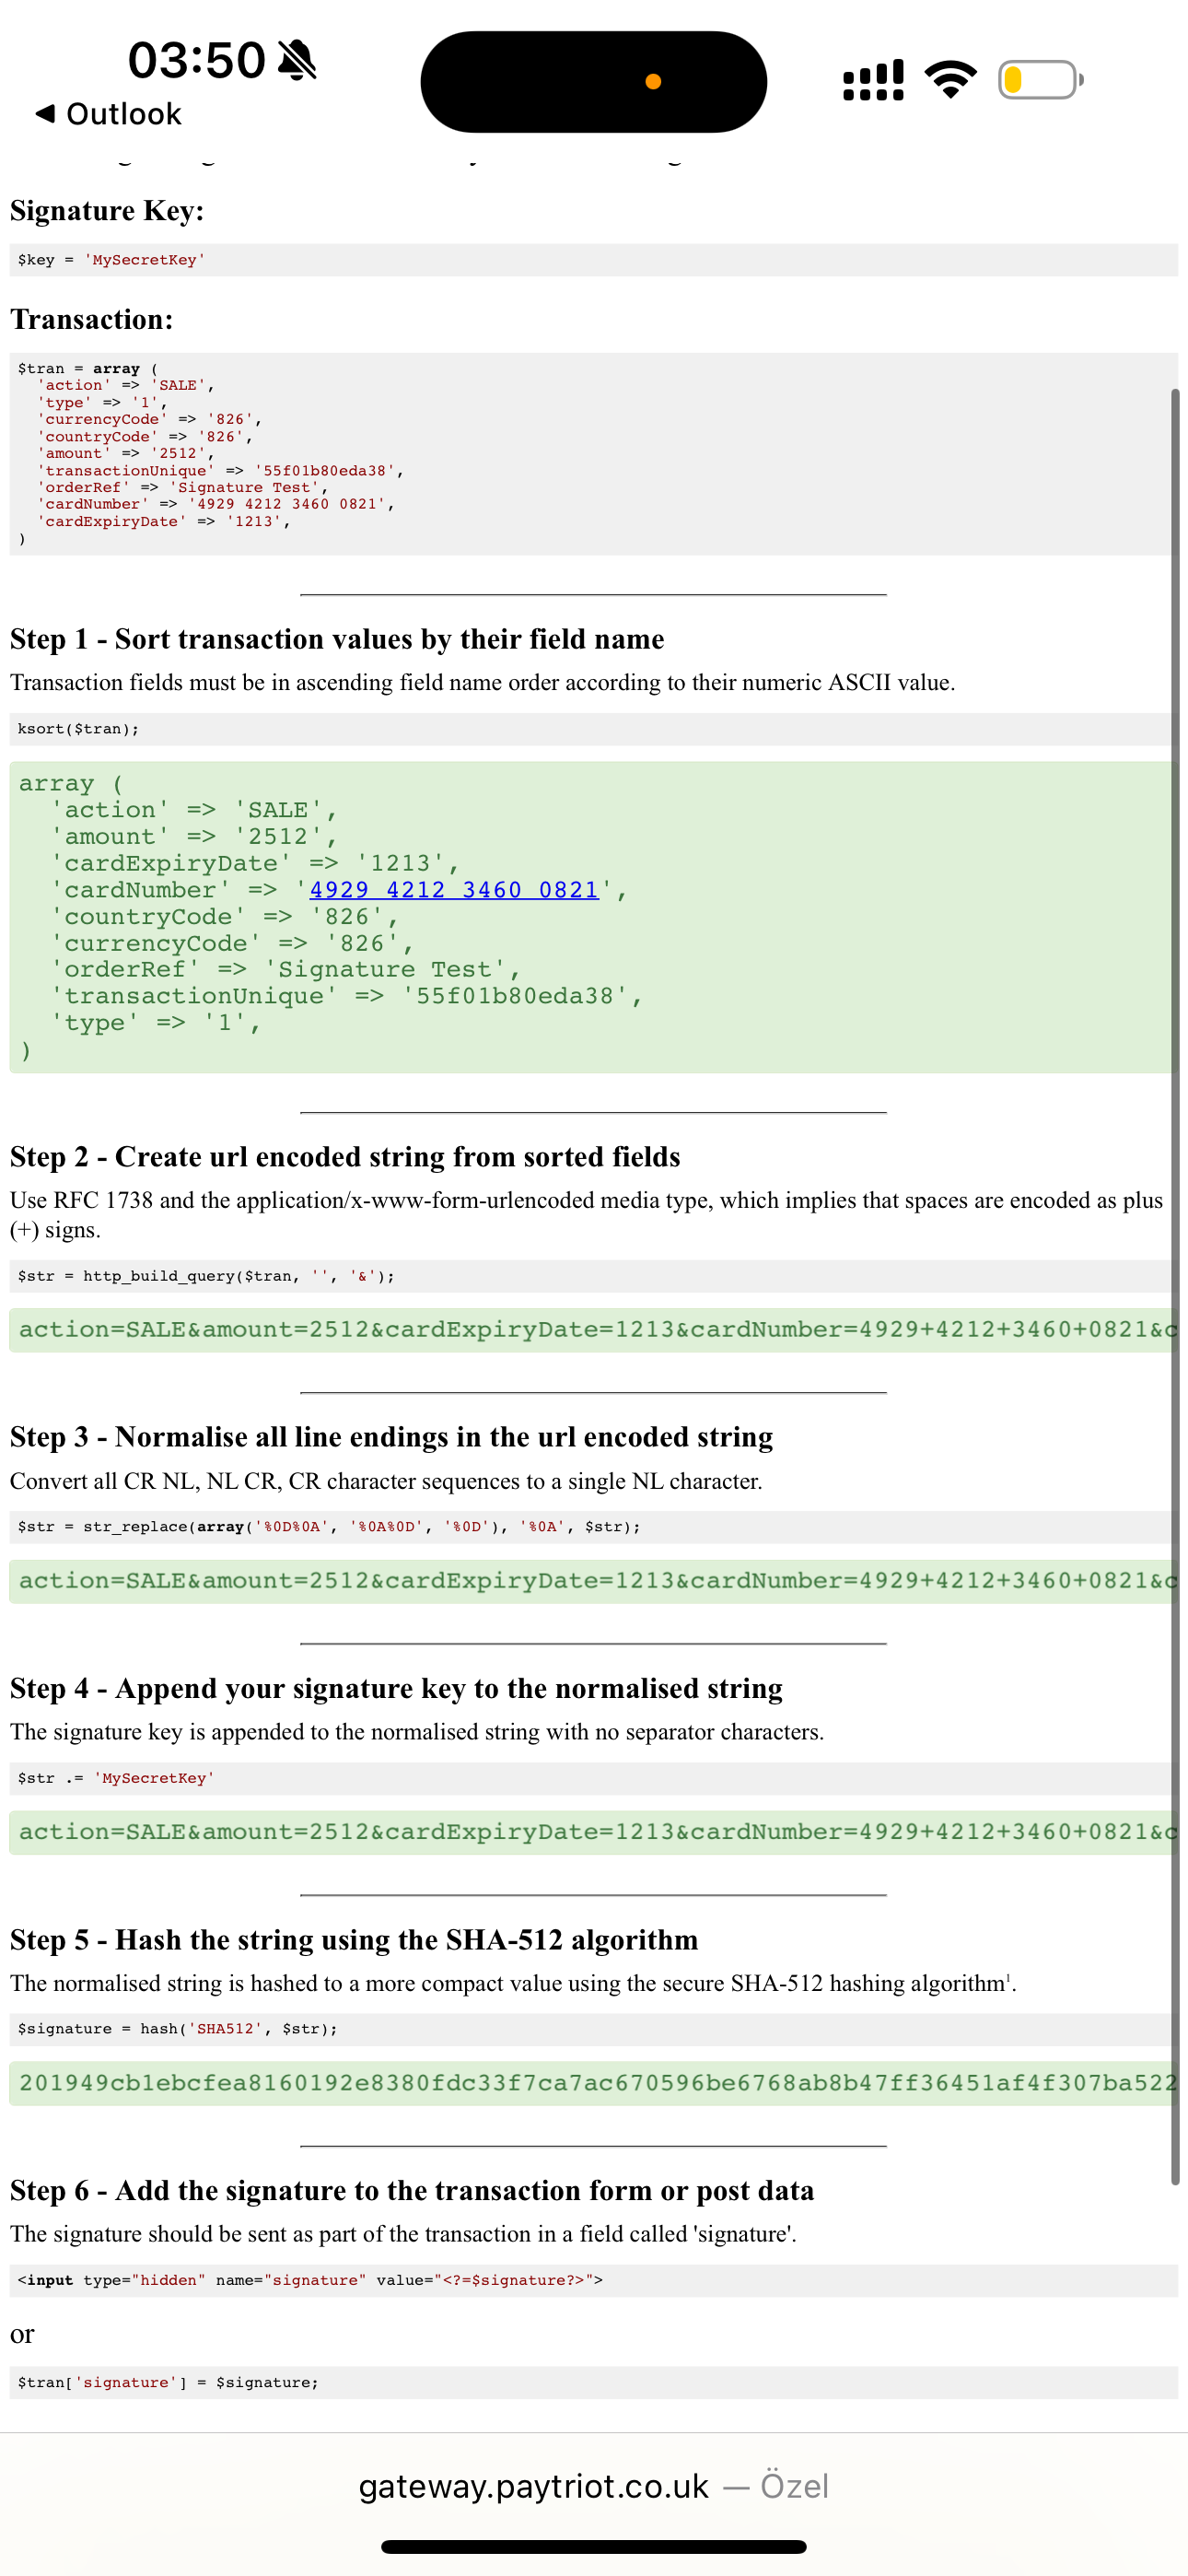 03:50
◀ Outlook
Signature Key:
$key = 'MySecretKey'
Transaction:
$tran = array (
'action' => 'SALE',
'type' => '1',
'currencyCode' => '826',
'countryCode' => '826',
'amount' => '2512',
'transactionUnique' => '55f01b80eda38',
'orderRef' => 'Signature Test',
'cardNumber' => '4929 4212 3460 0821',
'cardExpiryDate' => '1213',
)
Step 1 - Sort transaction values by their field name
Transaction fields must be in ascending field name order according to their numeric ASCII value.
ksort($tran);
array (
'action' => 'SALE',
'amount' => '2512',
'cardExpiryDate' => '1213',
'cardNumber' => '4929 4212 3460 0821',
'countryCode' => '826',
'currencyCode' => '826',
'orderRef' => 'Signature Test',
'transactionUnique' => '55f01b80eda38',
'type' => '1',
)
Step 2 - Create url encoded string from sorted fields
Use RFC 1738 and the application/x-www-form-urlencoded media type, which implies that spaces are encoded as plus
(+) signs.
$str = http_build_query($tran, '', '&');
action=SALE&amount=2512&cardExpiryDate=1213&cardNumber=4929+4212+3460+0821&c
Step 3 - Normalise all line endings in the url encoded string
Convert all CR NL, NL CR, CR character sequences to a single NL character.
$str = str_replace(array('%0D%0A', '%0A%0D', '%0D'), '%0A', $str);
action=SALE&amount=2512&cardExpiryDate=1213&cardNumber=4929+4212+3460+0821&c
Step 4 - Append your signature key to the normalised string
The signature key is appended to the normalised string with no separator characters.
$str .= 'MySecretKey'
action=SALE&amount=2512&cardExpiryDate=1213&cardNumber=4929+4212+3460+0821&c
Step 5 - Hash the string using the SHA-512 algorithm
The normalised string is hashed to a more compact value using the secure SHA-512 hashing algorithm¹.
$signature = hash('SHA512', $str);
201949cb1ebcfea8160192e8380fdc33f7ca7ac670596be6768ab8b47ff36451af4f307ba522
Step 6 - Add the signature to the transaction form or post data
The signature should be sent as part of the transaction in a field called 'signature'.
<input type="hidden" name="signature" value="<?=$signature?>">
or
$tran['signature'] = $signature;
gateway.paytriot.co.uk — Özel